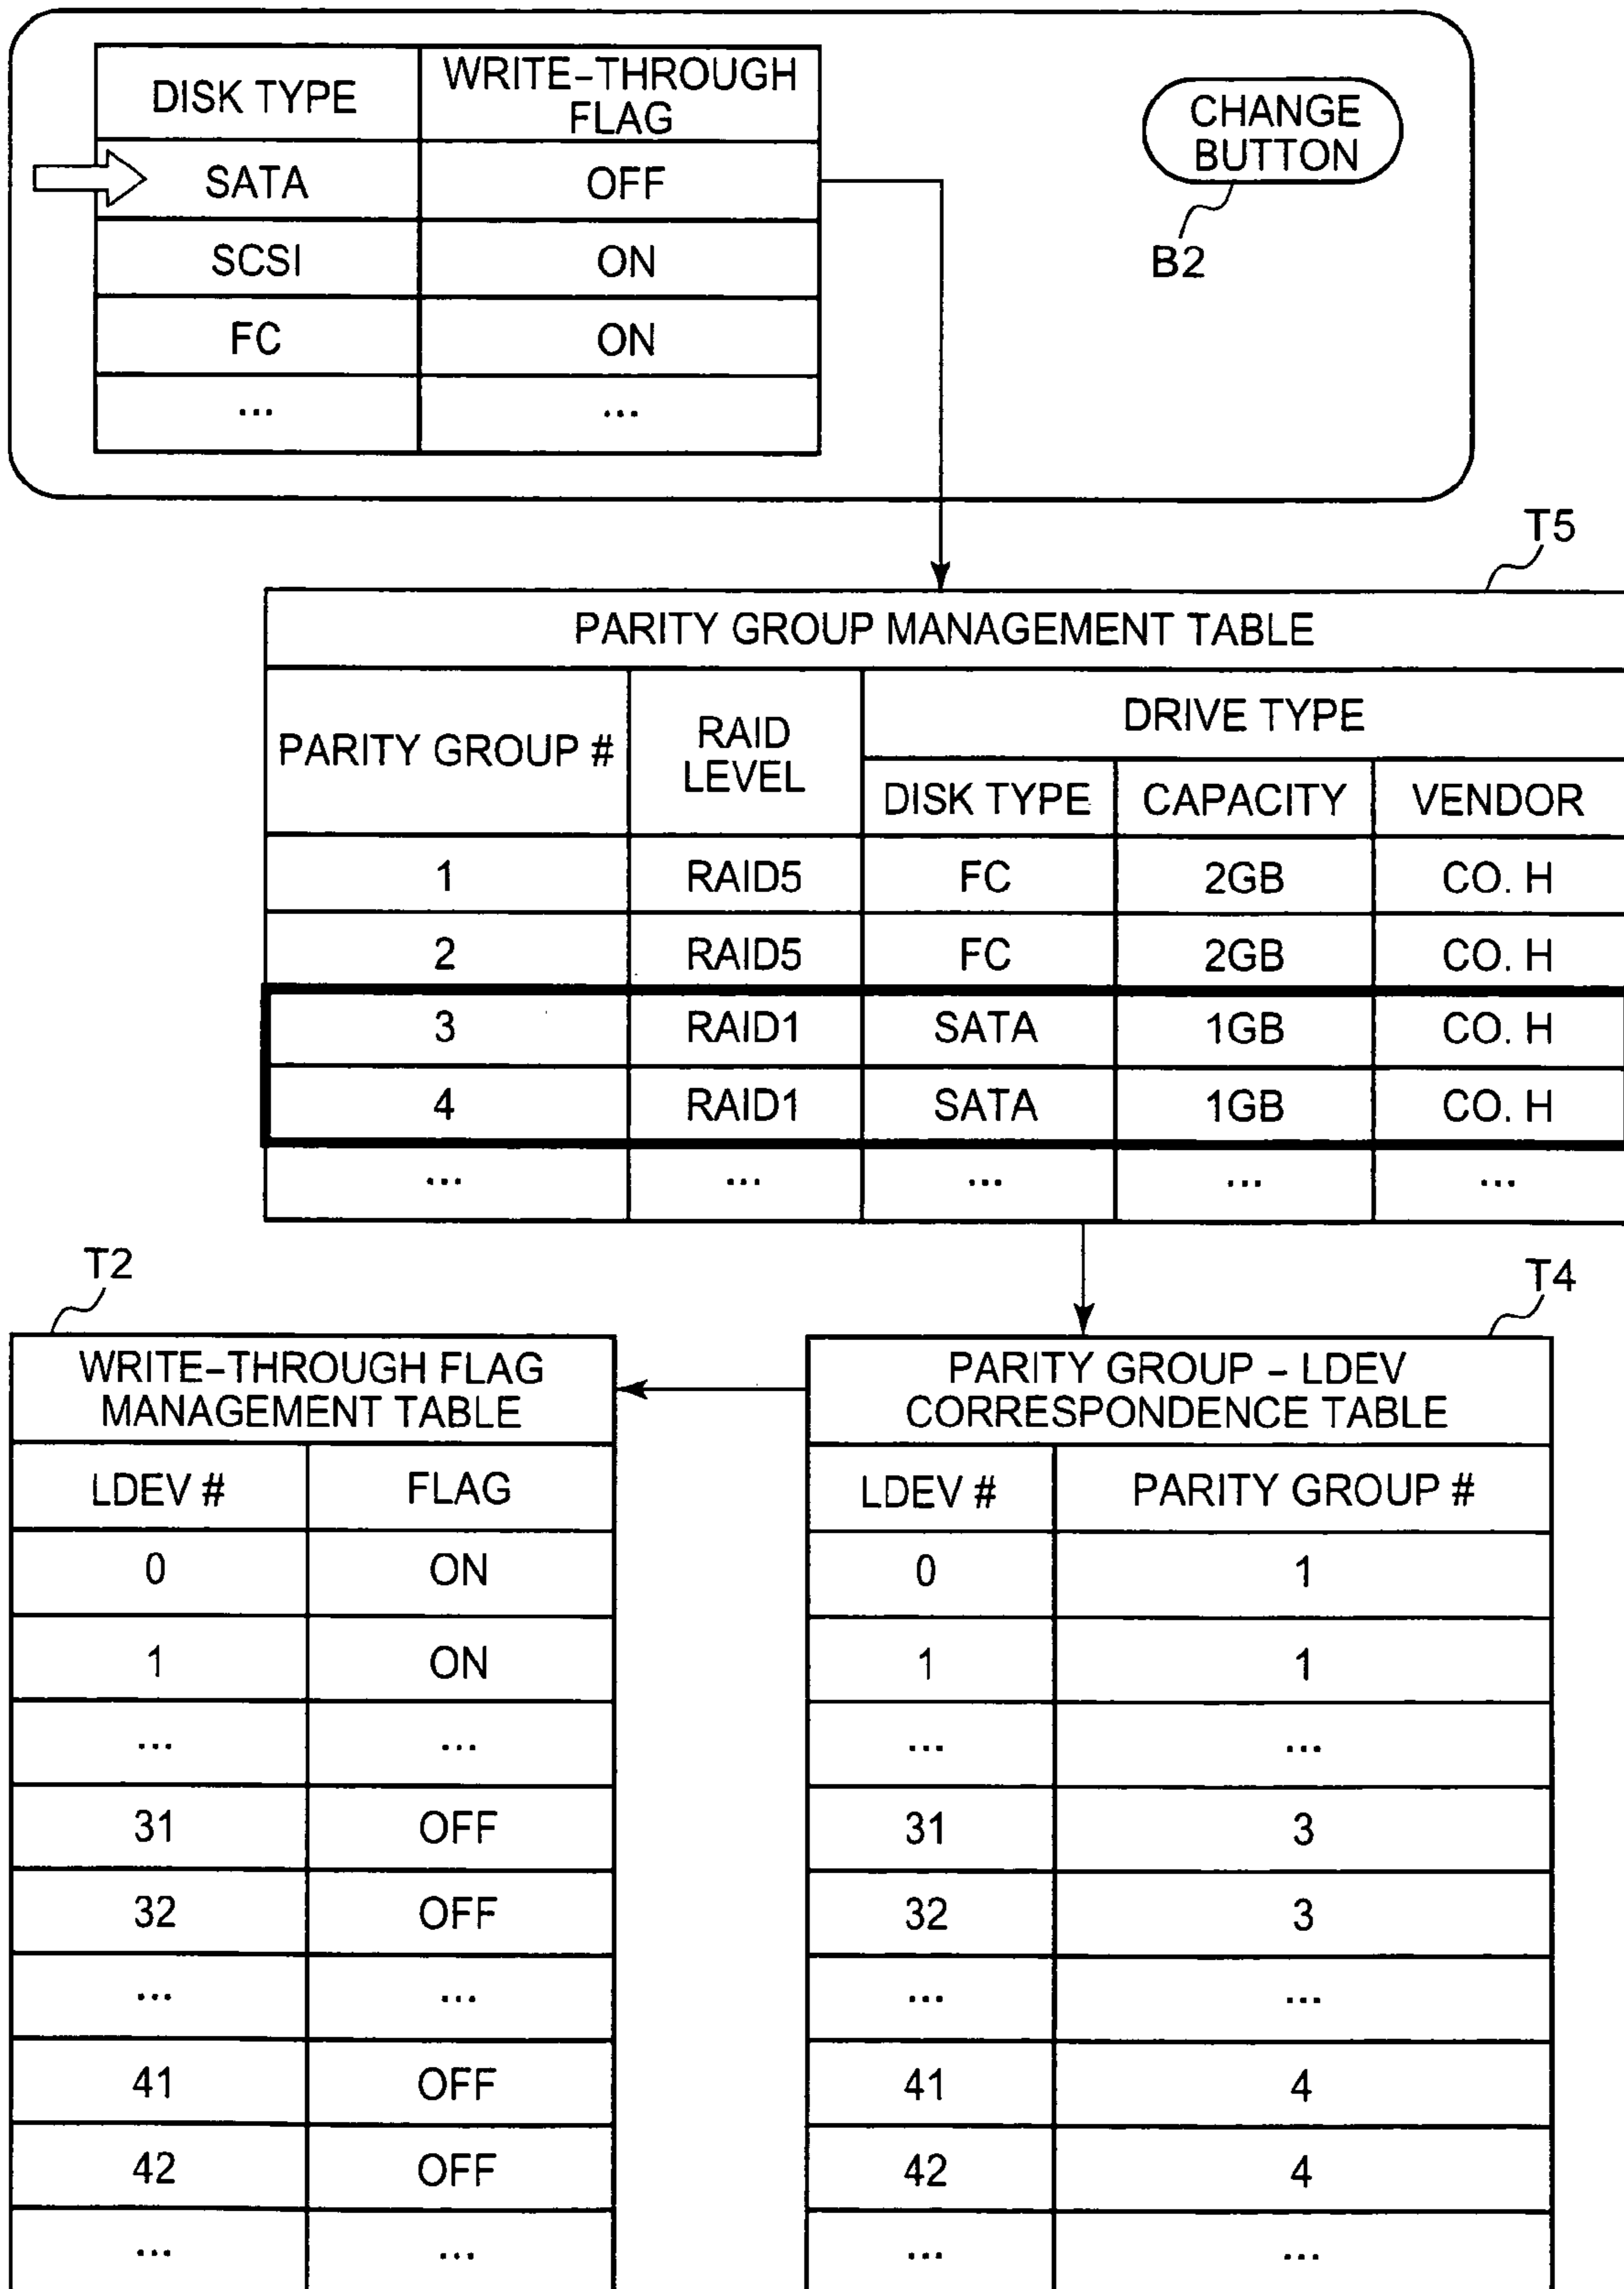 DISK TYPE WRITE-THROUGH FLAG
SATA OFF
SCSI ON
FC ON
... ...
CHANGE
BUTTON
B2
T5
PARITY GROUP MANAGEMENT TABLE
PARITY GROUP # RAID LEVEL DRIVE TYPE
DISK TYPE CAPACITY VENDOR
1 RAID5 FC 2GB CO. H
2 RAID5 FC 2GB CO. H
3 RAID1 SATA 1GB CO. H
4 RAID1 SATA 1GB CO. H
... ... ... ... ...
T2
WRITE-THROUGH FLAG
MANAGEMENT TABLE
LDEV # FLAG
0 ON
1 ON
... ...
31 OFF
32 OFF
... ...
41 OFF
42 OFF
... ...
T4
PARITY GROUP - LDEV
CORRESPONDENCE TABLE
LDEV # PARITY GROUP #
0 1
1 1
... ...
31 3
32 3
... ...
41 4
42 4
... ...